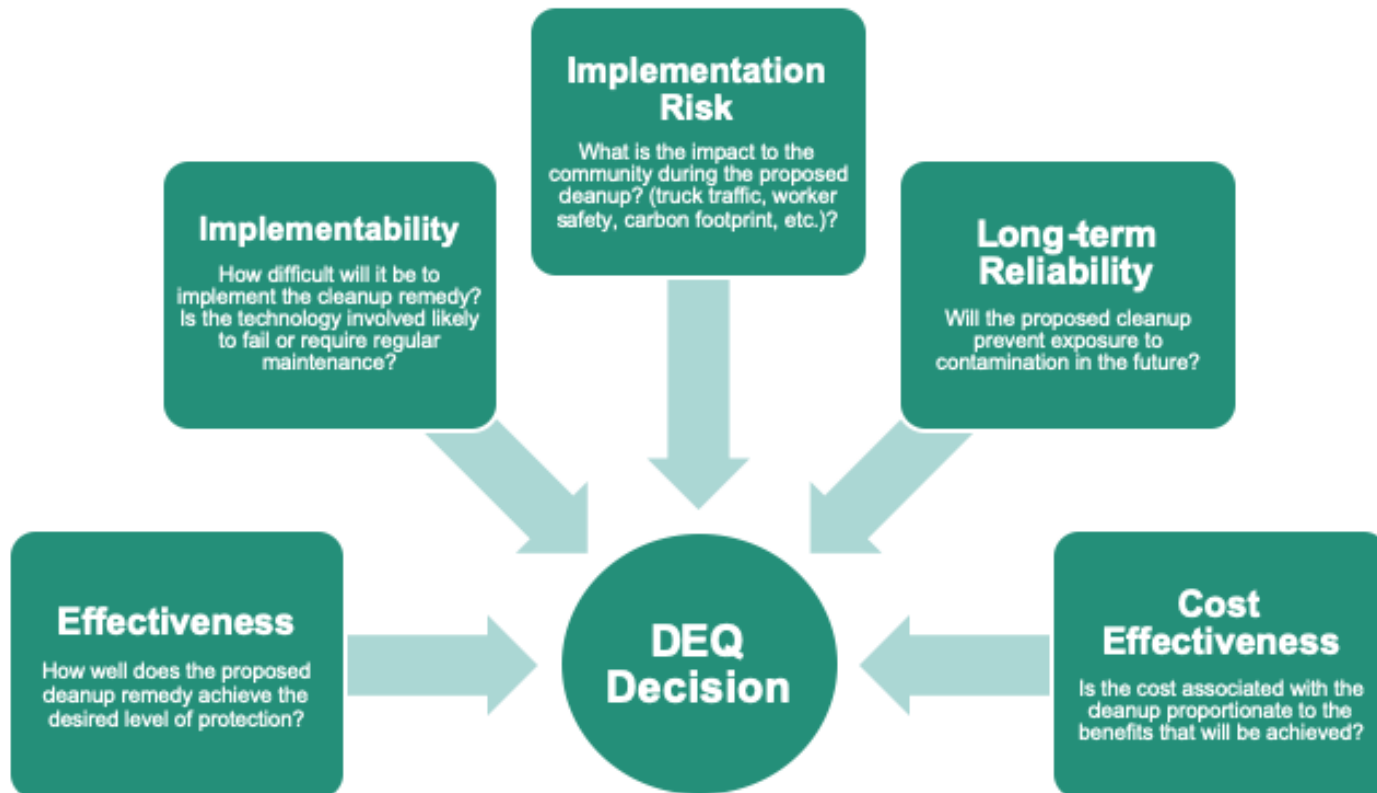 Implementation
Risk
What is the impact to the
community during the proposed
cleanup? (truck traffic, worker
safety, carbon footprint, etc.)?
Implementability
How difficult will it be to
implement the cleanup remedy?
Is the technology involved likely
to fail or require regular
maintenance?
Long-term
Reliability
Will the proposed cleanup
prevent exposure to
contamination in the future?
Effectiveness
How well does the proposed
cleanup remedy achieve the
desired level of protection?
DEQ
Decision
Cost
Effectiveness
Is the cost associated with the
cleanup proportionate to the
benefits that will be achieved?